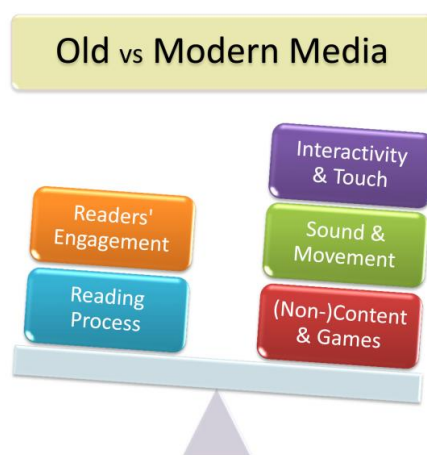 Old vs Modern Media
Readers'
Engagement
Reading
Process
Interactivity
& Touch
Sound &
Movement
(Non-)Content
& Games